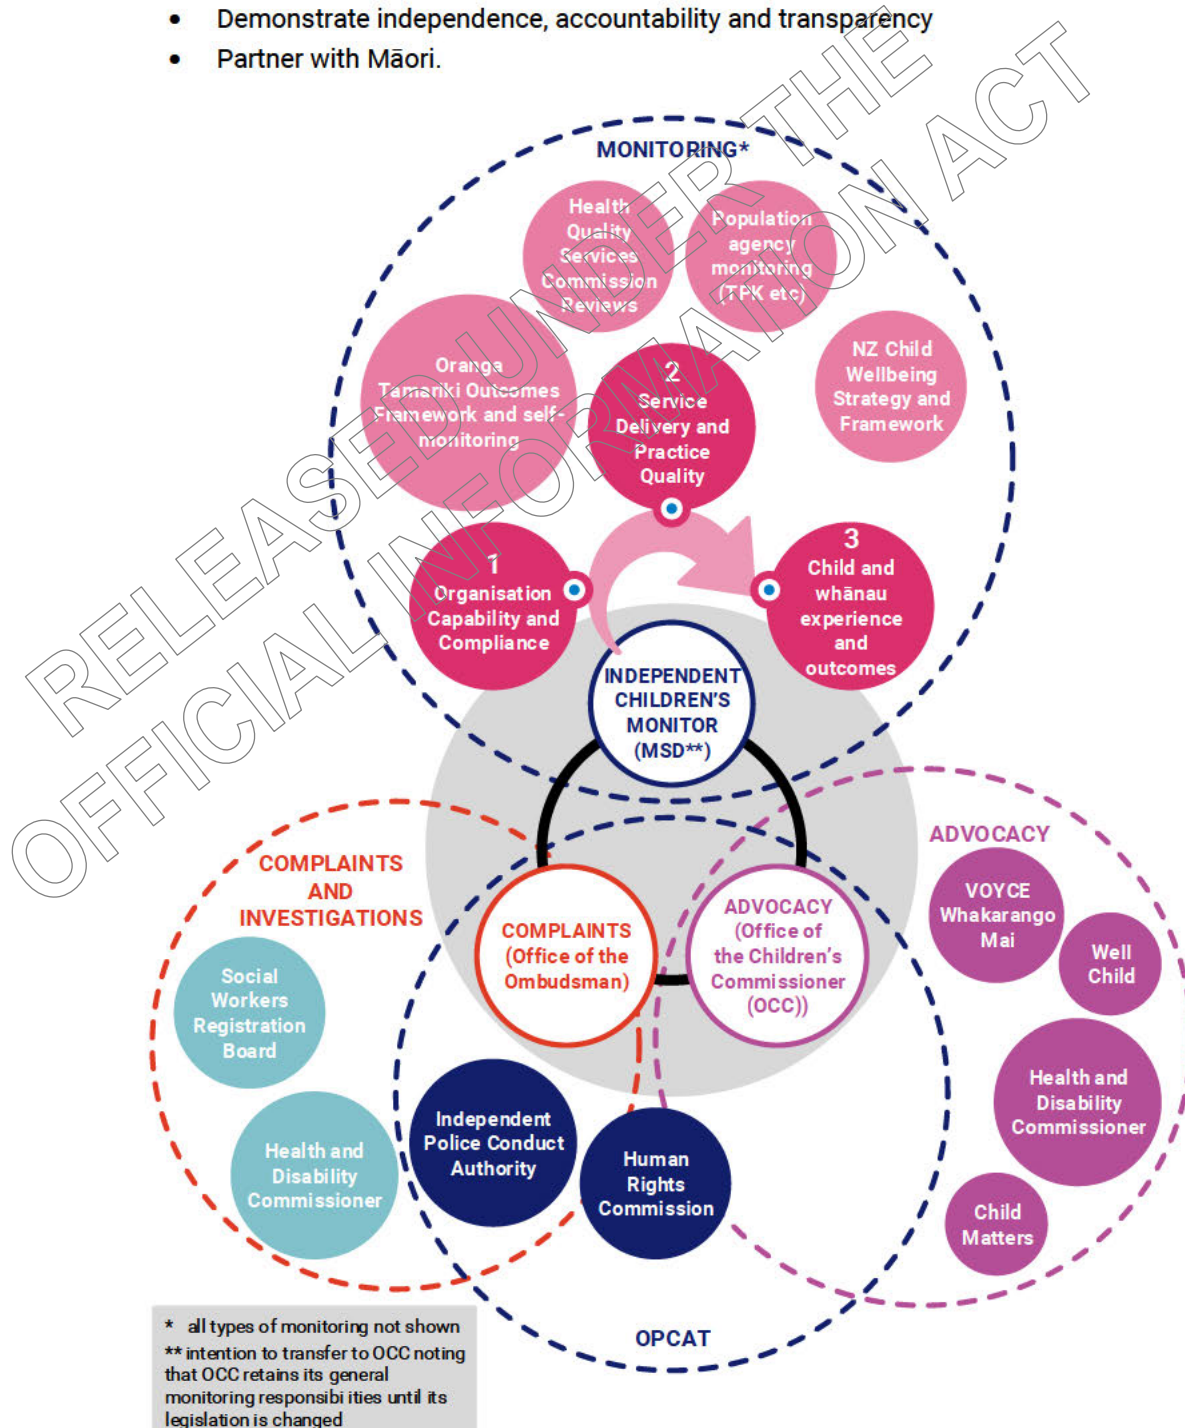 • Demonstrate independence, accountability and transparency
• Partner with Māori.
RELEASED UNDER THE
OFFICIAL INFORMATION ACT
MONITORING*
Health
Quality
Services
Commission
Reviews
Population
agency
monitoring
(TPK etc)
Oranga
Tamariki Outcomes
Framework and self-
monitoring
2
Service
Delivery and
Practice
Quality
NZ Child
Wellbeing
Strategy and
Framework
1
Organisation
Capability and
Compliance
3
Child and
whānau
experience
and
outcomes
INDEPENDENT
CHILDREN'S
MONITOR
(MSD**)
COMPLAINTS
AND
INVESTIGATIONS
Social
Workers
Registration
Board
Health and
Disability
Commissioner
COMPLAINTS
(Office of the
Ombudsman)
ADVOCACY
(Office of
the Children's
Commissioner
(OCC))
Independent
Police Conduct
Authority
Human
Rights
Commission
ADVOCACY
VOYCE
Whakarango
Mai
Well
Child
Health and
Disability
Commissioner
Child
Matters
OPCAT
* all types of monitoring not shown
** intention to transfer to OCC noting
that OCC retains its general
monitoring responsibi ities until its
legislation is changed